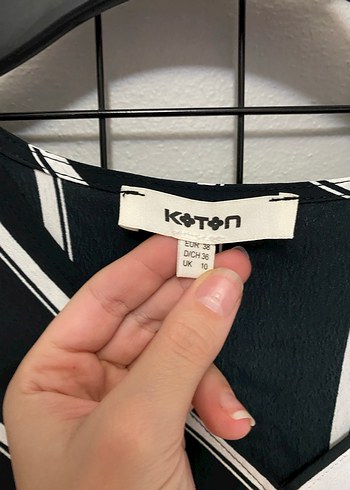 KOTON
EUR 38
D/CH 36
UK 10